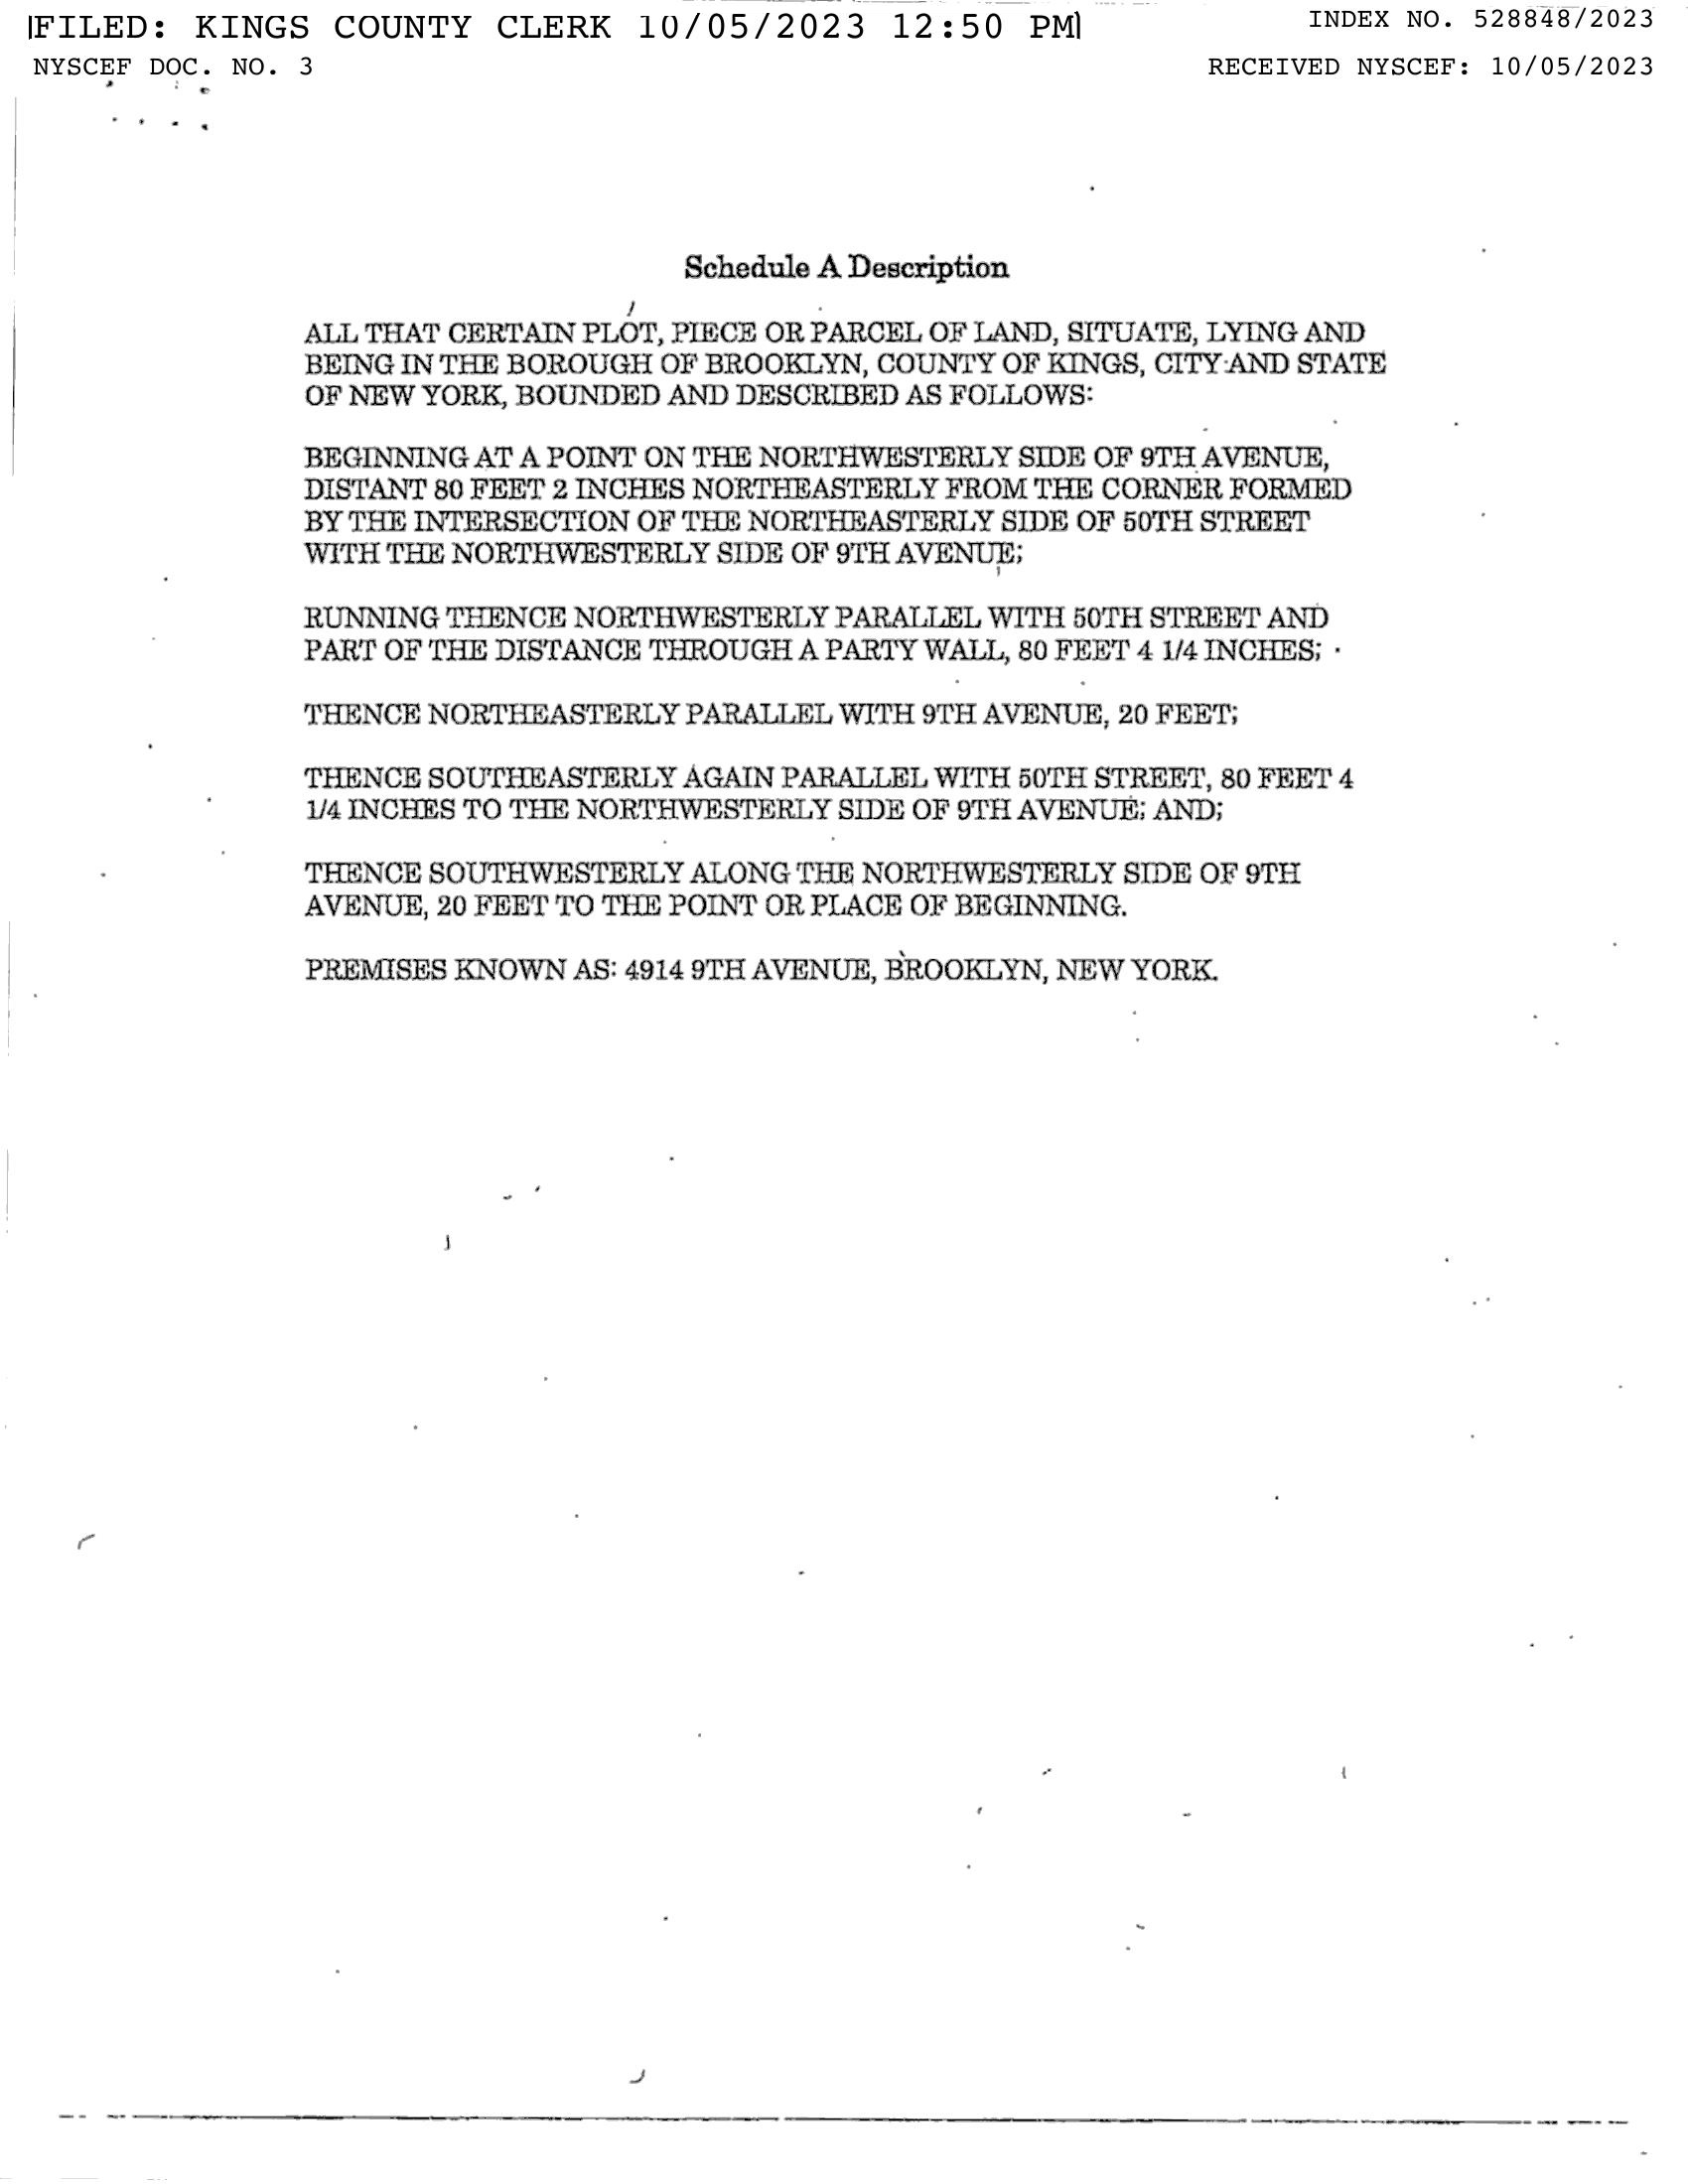 FILED: KINGS COUNTY CLERK 10/05/2023 12:50 PM
INDEX NO. 528848/2023
NYSCEF DOC. NO. 3
RECEIVED NYSCEF: 10/05/2023
Schedule A Description
ALL THAT CERTAIN PLOT, PIECE OR PARCEL OF LAND, SITUATE, LYING AND
BEING IN THE BOROUGH OF BROOKLYN, COUNTY OF KINGS, CITY AND STATE
OF NEW YORK, BOUNDED AND DESCRIBED AS FOLLOWS:
BEGINNING AT A POINT ON THE NORTHWESTERLY SIDE OF 9TH AVENUE,
DISTANT 80 FEET 2 INCHES NORTHEASTERLY FROM THE CORNER FORMED
BY THE INTERSECTION OF THE NORTHEASTERLY SIDE OF 50TH STREET
WITH THE NORTHWESTERLY SIDE OF 9TH AVENUE;
RUNNING THENCE NORTHWESTERLY PARALLEL WITH 50TH STREET AND
PART OF THE DISTANCE THROUGH A PARTY WALL, 80 FEET 4 1/4 INCHES;
THENCE NORTHEASTERLY PARALLEL WITH 9TH AVENUE, 20 FEET;
THENCE SOUTHEASTERLY AGAIN PARALLEL WITH 50TH STREET, 80 FEET 4
1/4 INCHES TO THE NORTHWESTERLY SIDE OF 9TH AVENUE; AND;
THENCE SOUTHWESTERLY ALONG THE NORTHWESTERLY SIDE OF 9TH
AVENUE, 20 FEET TO THE POINT OR PLACE OF BEGINNING.
PREMISES KNOWN AS: 4914 9TH AVENUE, BROOKLYN, NEW YORK.